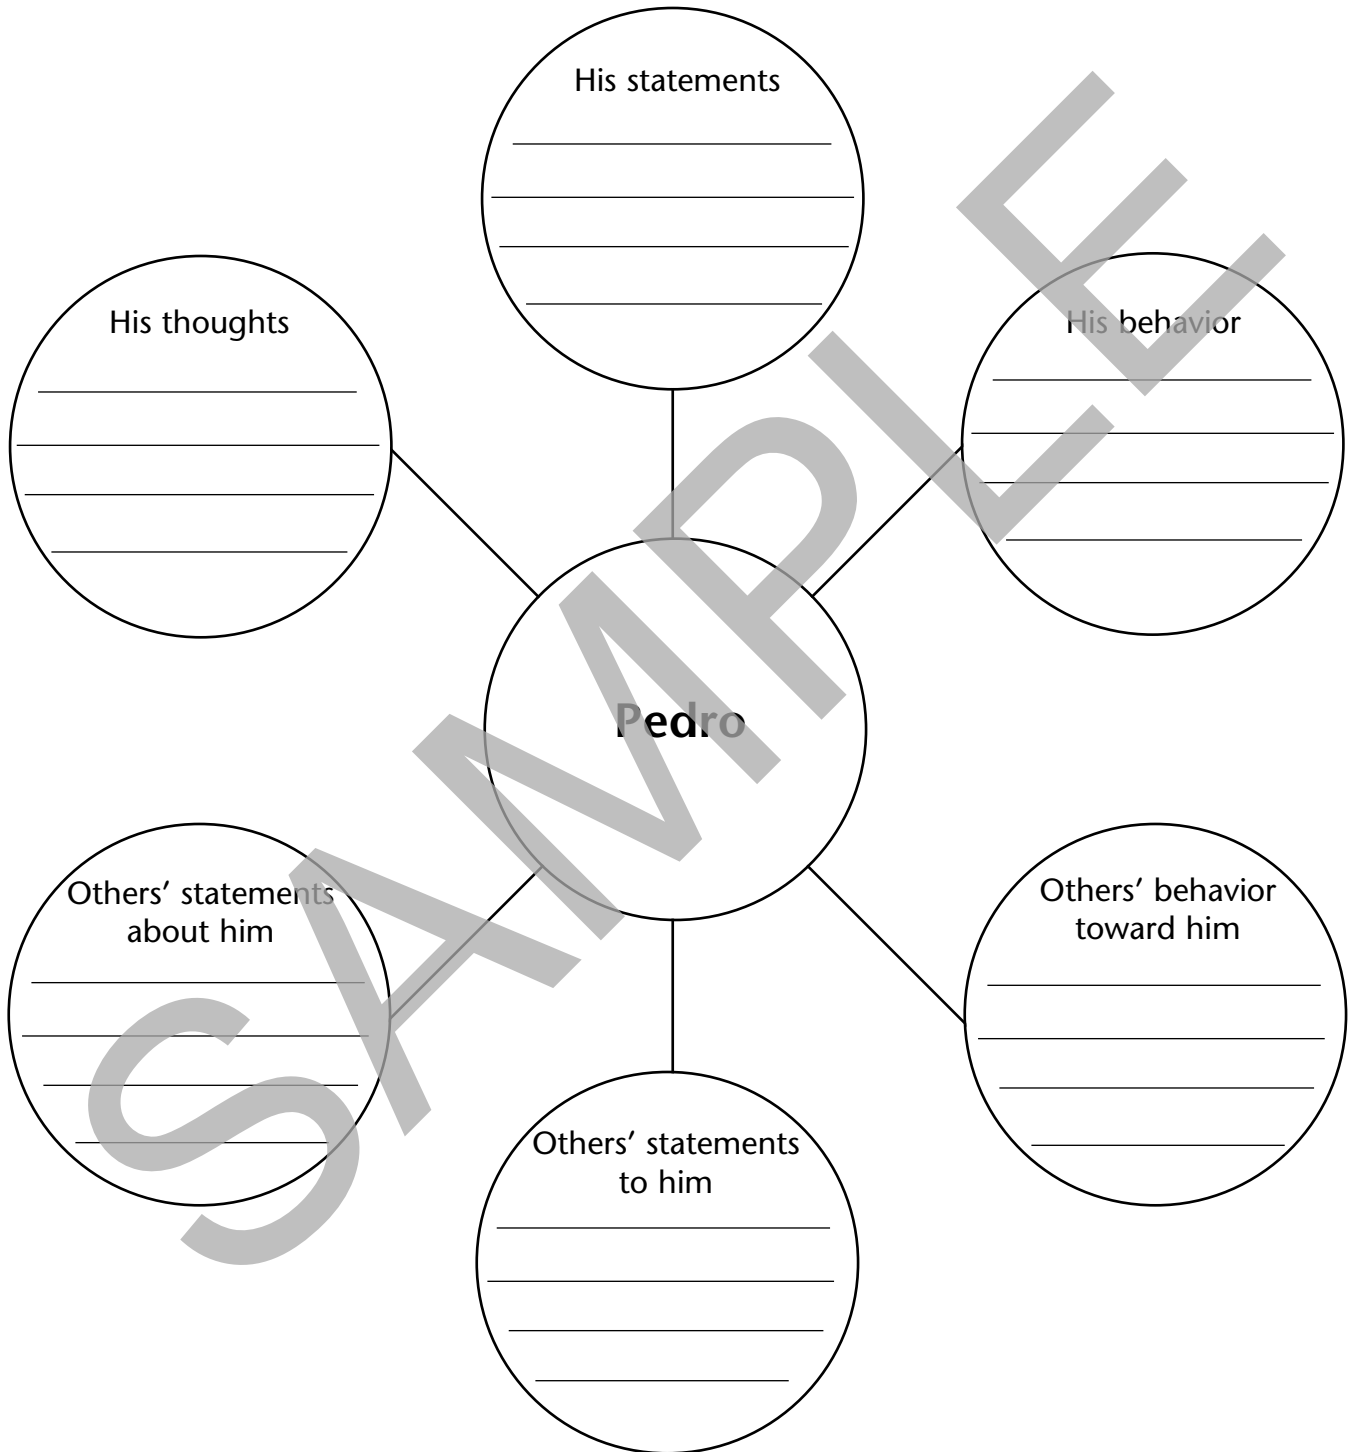 His statements
His thoughts
His behavior
Pedro
Others' statements
about him
Others' behavior
toward him
Others' statements
to him
SAMPLE